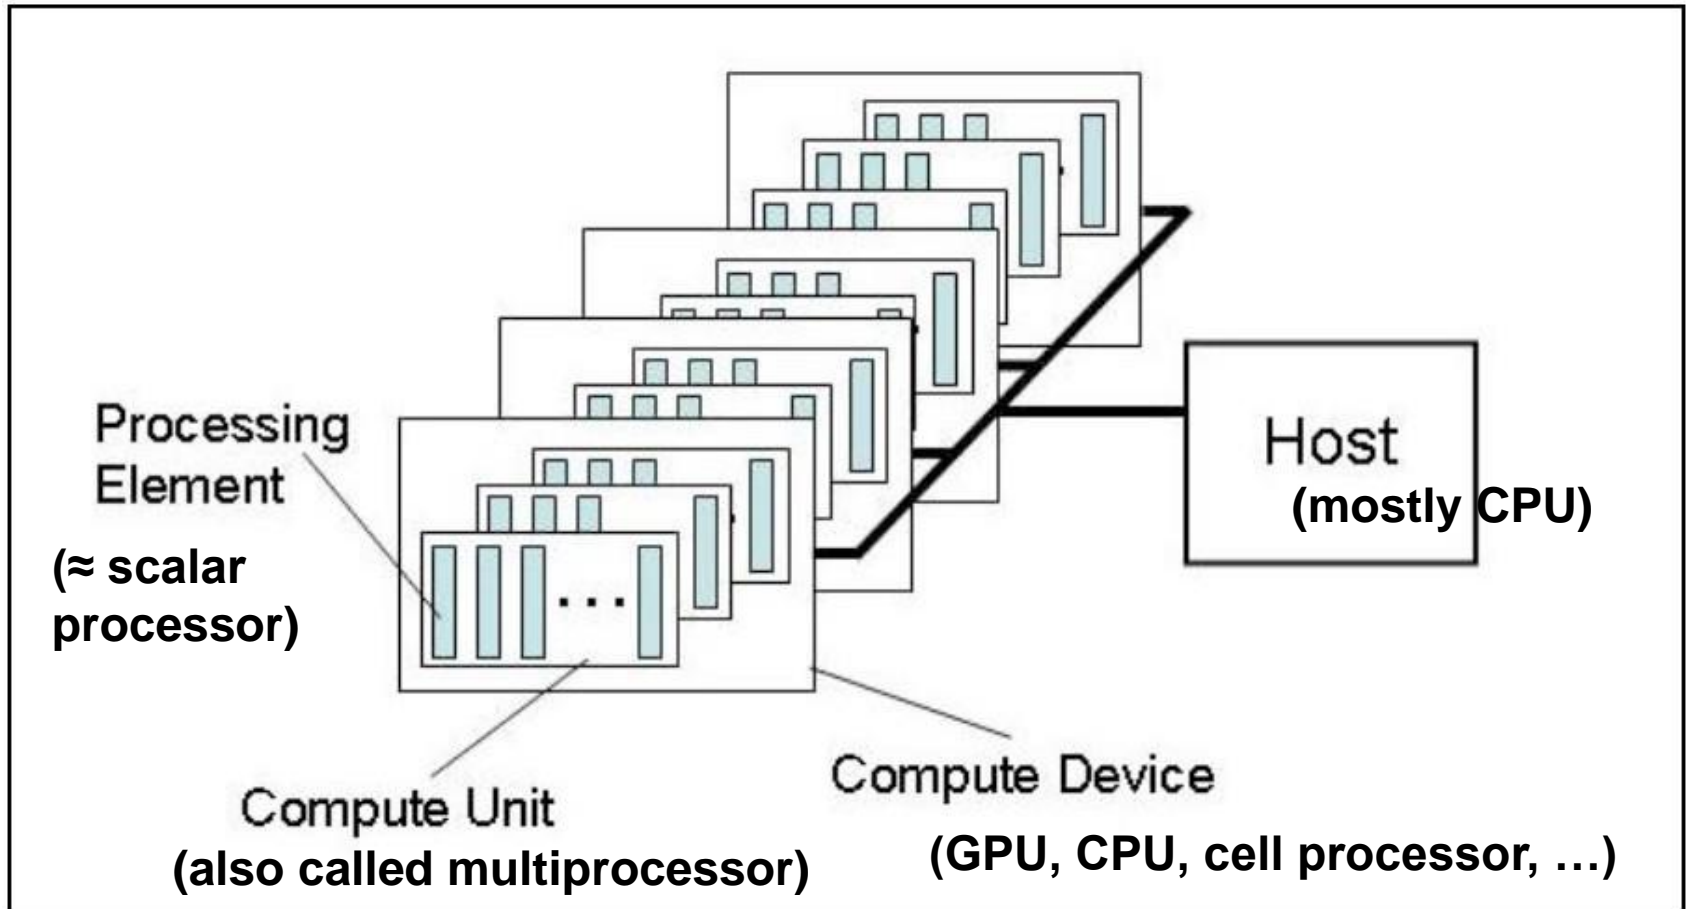 Processing
Element
(≈ scalar
processor)
· · ·
Host
(mostly CPU)
Compute Unit
(also called multiprocessor)
Compute Device
(GPU, CPU, cell processor, …)